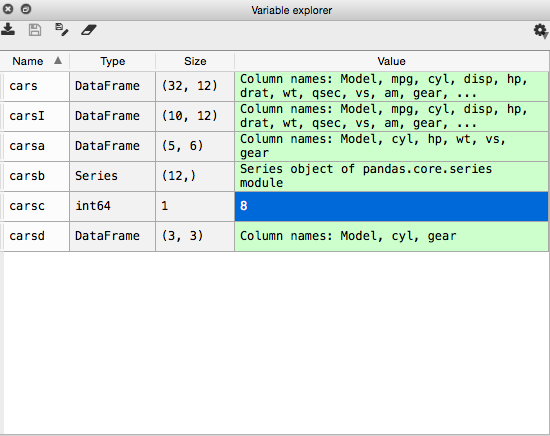 Variable explorer
Name Type Size Value
cars DataFrame (32, 12) Column names: Model, mpg, cyl, disp, hp,
drat, wt, qsec, vs, am, gear, ...
carsI DataFrame (10, 12) Column names: Model, mpg, cyl, disp, hp,
drat, wt, qsec, vs, am, gear, ...
carsa DataFrame (5, 6) Column names: Model, cyl, hp, wt, vs,
gear
carsb Series (12,) Series object of pandas.core.series
module
carsc int64 1 8
carsd DataFrame (3, 3) Column names: Model, cyl, gear